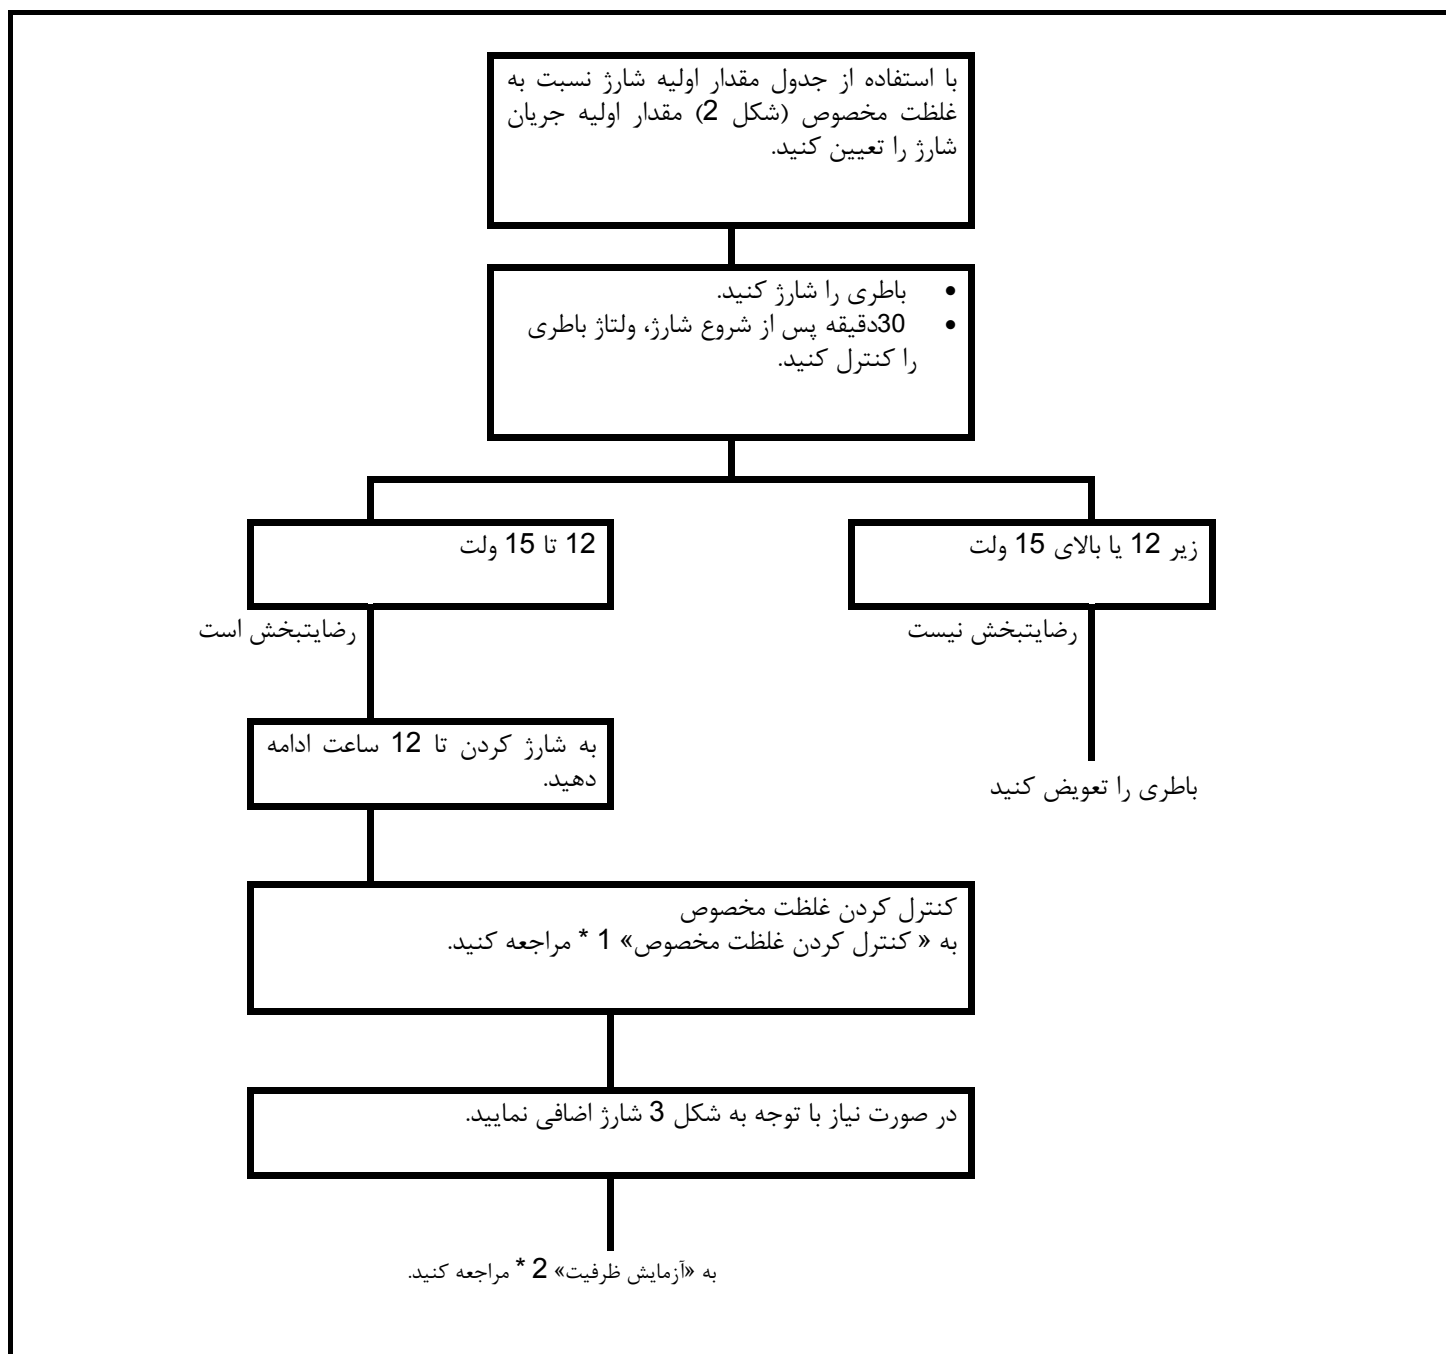 با استفاده از جدول مقدار اولیه شارژ نسبت به
غلظت مخصوص (شکل 2) مقدار اولیه جریان
شارژ را تعیین کنید.
• باطری را شارژ کنید.
• 30دقیقه پس از شروع شارژ، ولتاژ باطری
را کنترل کنید.
زیر 12 یا بالای 15 ولت
12 تا 15 ولت
رضایتبخش نیست
رضایتبخش است
به شارژ کردن تا 12 ساعت ادامه
دهید.
باطری را تعویض کنید
کنترل کردن غلظت مخصوص
به « کنترل کردن غلظت مخصوص» 1 * مراجعه کنید.
در صورت نیاز با توجه به شکل 3 شارژ اضافی نمایید.
به «آزمایش ظرفیت» 2 * مراجعه کنید.